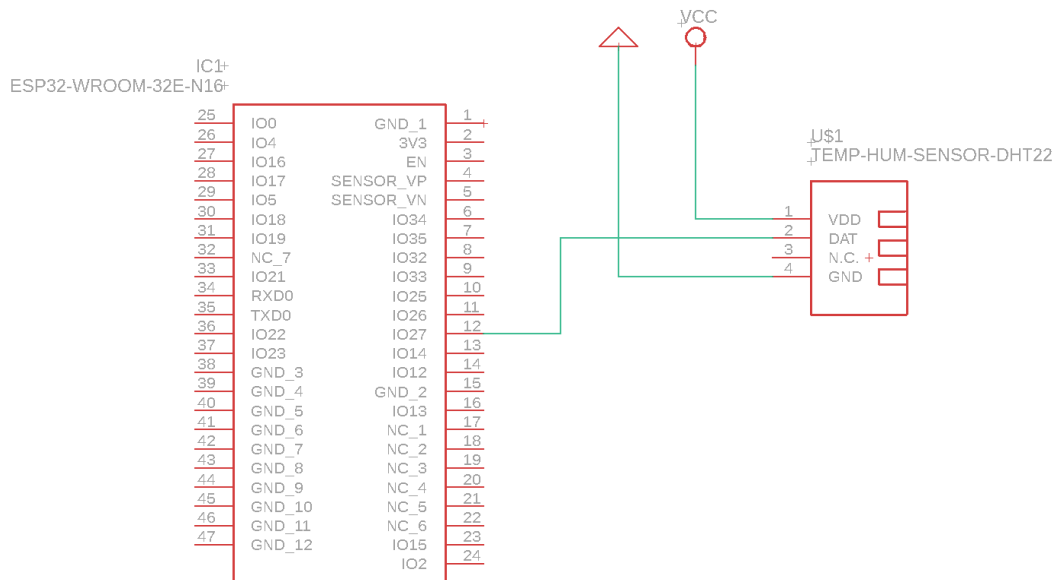 VCC
IC1
ESP32-WROOM-32E-N16
25 IO0 GND_1 1
26 IO4 3V3 2
27 IO16 EN 3
28 IO17 SENSOR_VP 4
29 IO5 SENSOR_VN 5
30 IO18 IO34 6
31 IO19 IO35 7
32 NC_7 IO32 8
33 IO21 IO33 9
34 RXD0 IO25 10
35 TXD0 IO26 11
36 IO22 IO27 12
37 IO23 IO14 13
38 GND_3 IO12 14
39 GND_4 GND_2 15
40 GND_5 IO13 16
41 GND_6 NC_1 17
42 GND_7 NC_2 18
43 GND_8 NC_3 19
44 GND_9 NC_4 20
45 GND_10 NC_5 21
46 GND_11 NC_6 22
47 GND_12 IO15 23
IO2 24
U$1
TEMP-HUM-SENSOR-DHT22
1 VDD
2 DAT
3 N.C.
4 GND